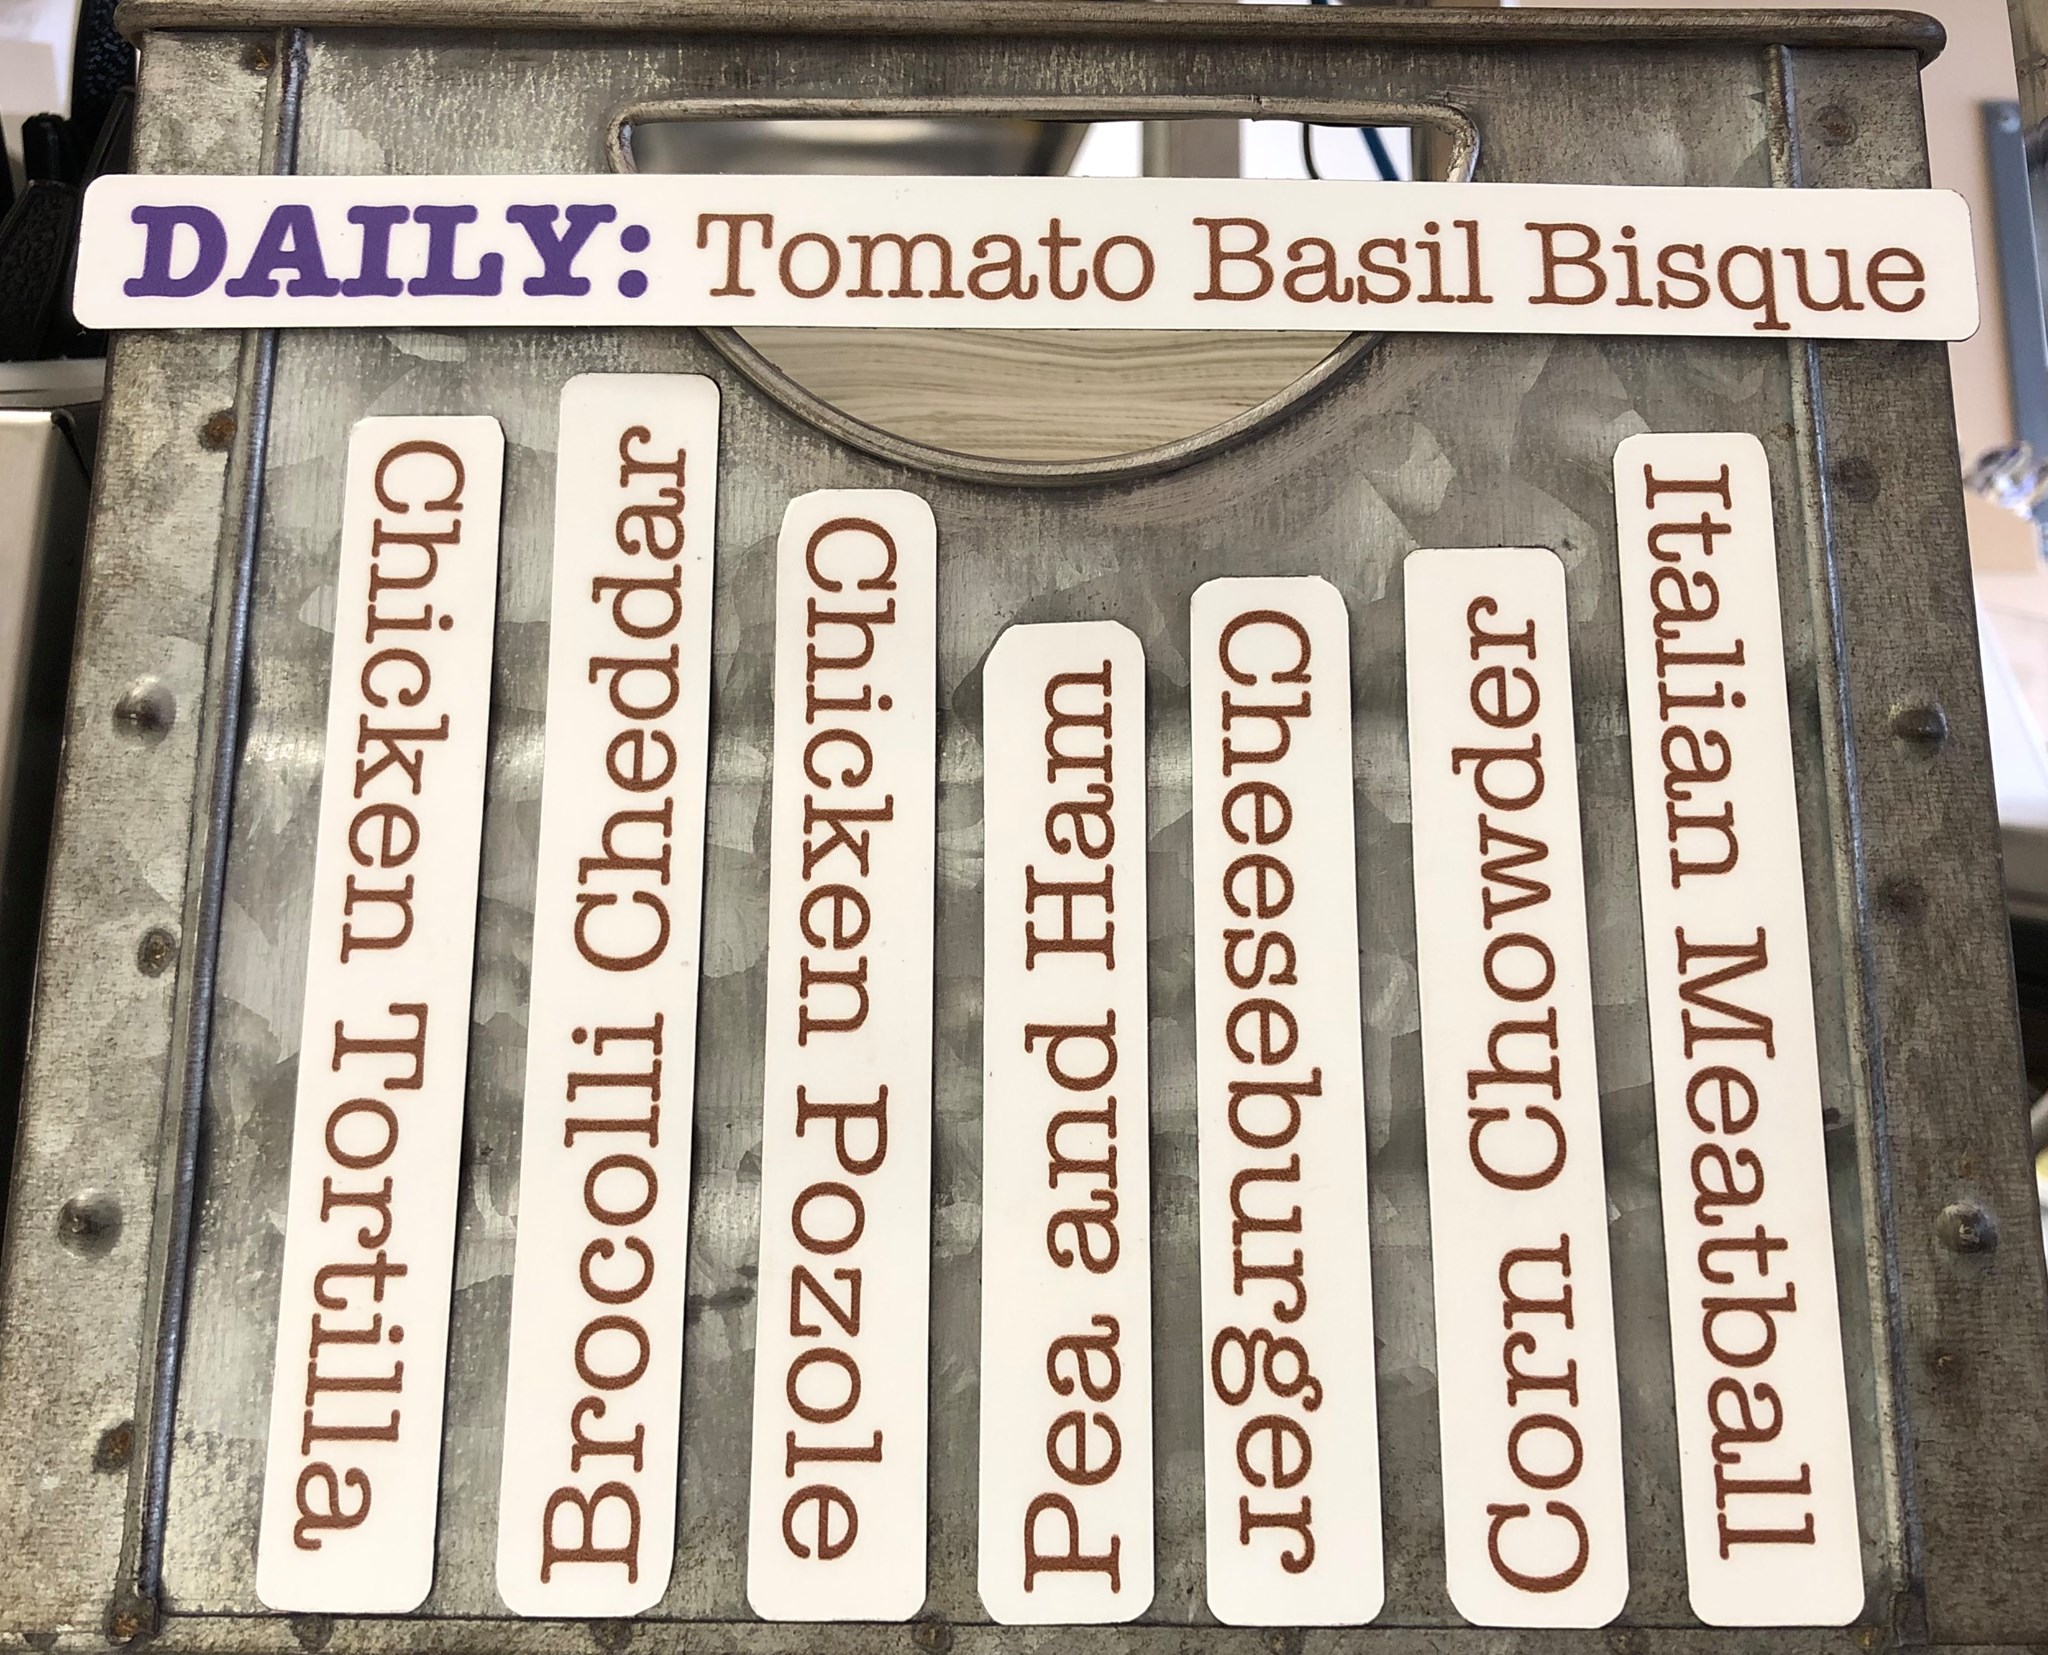 DAILY: Tomato Basil Bisque
Chicken Tortilla
Brocolli Cheddar
Chicken Pozole
Pea and Ham
Cheeseburger
Corn Chowder
Italian Meatball